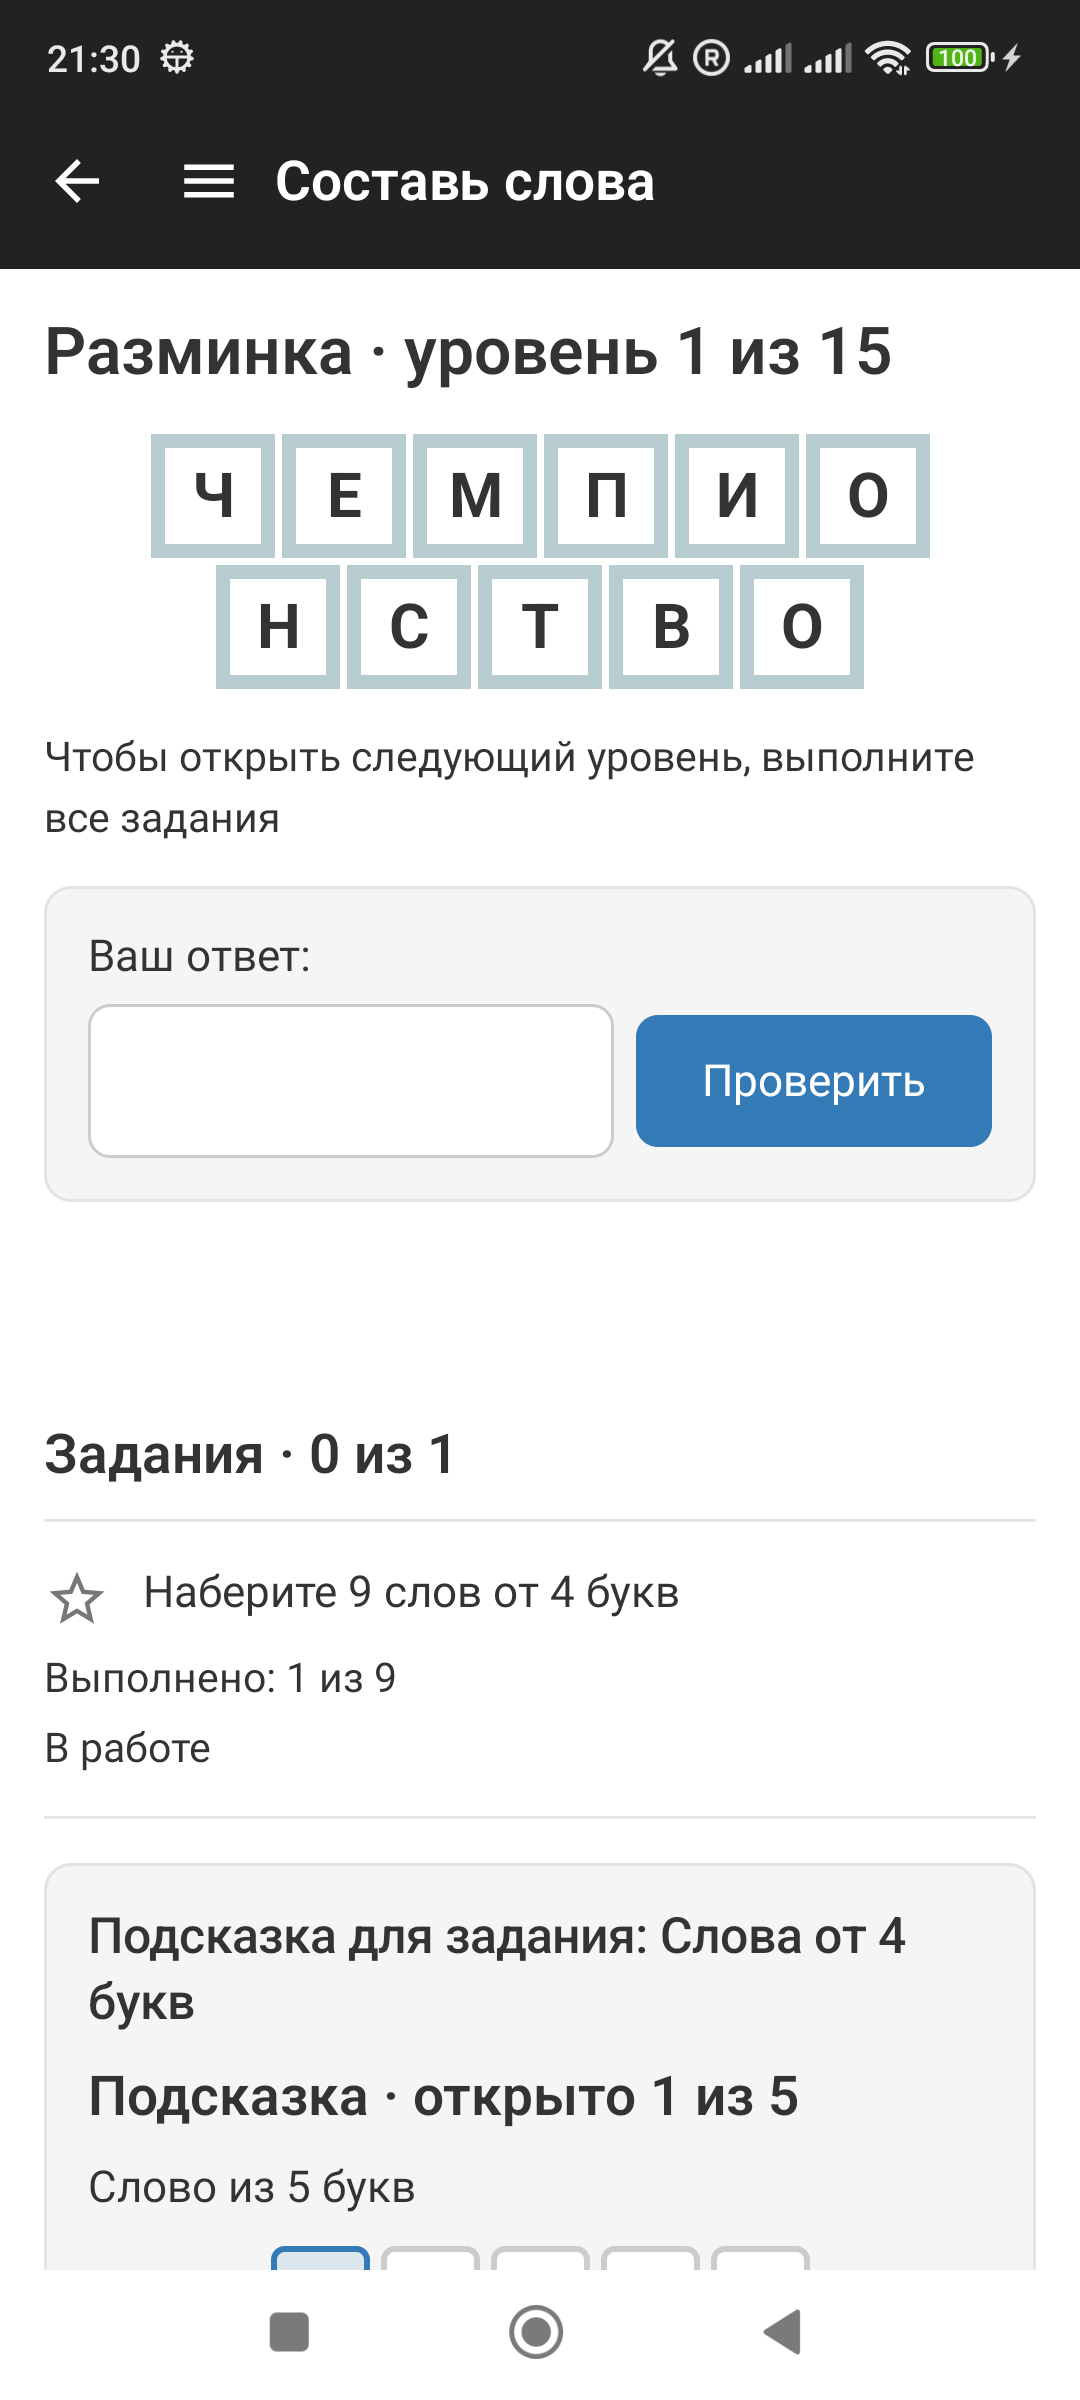 21:30
100
Составь слова
Разминка · уровень 1 из 15
Ч Е М П И О
Н С Т В О
Чтобы открыть следующий уровень, выполните
все задания
Ваш ответ:
Проверить
Задания · 0 из 1
Наберите 9 слов от 4 букв
Выполнено: 1 из 9
В работе
Подсказка для задания: Слова от 4
букв
Подсказка · открыто 1 из 5
Слово из 5 букв